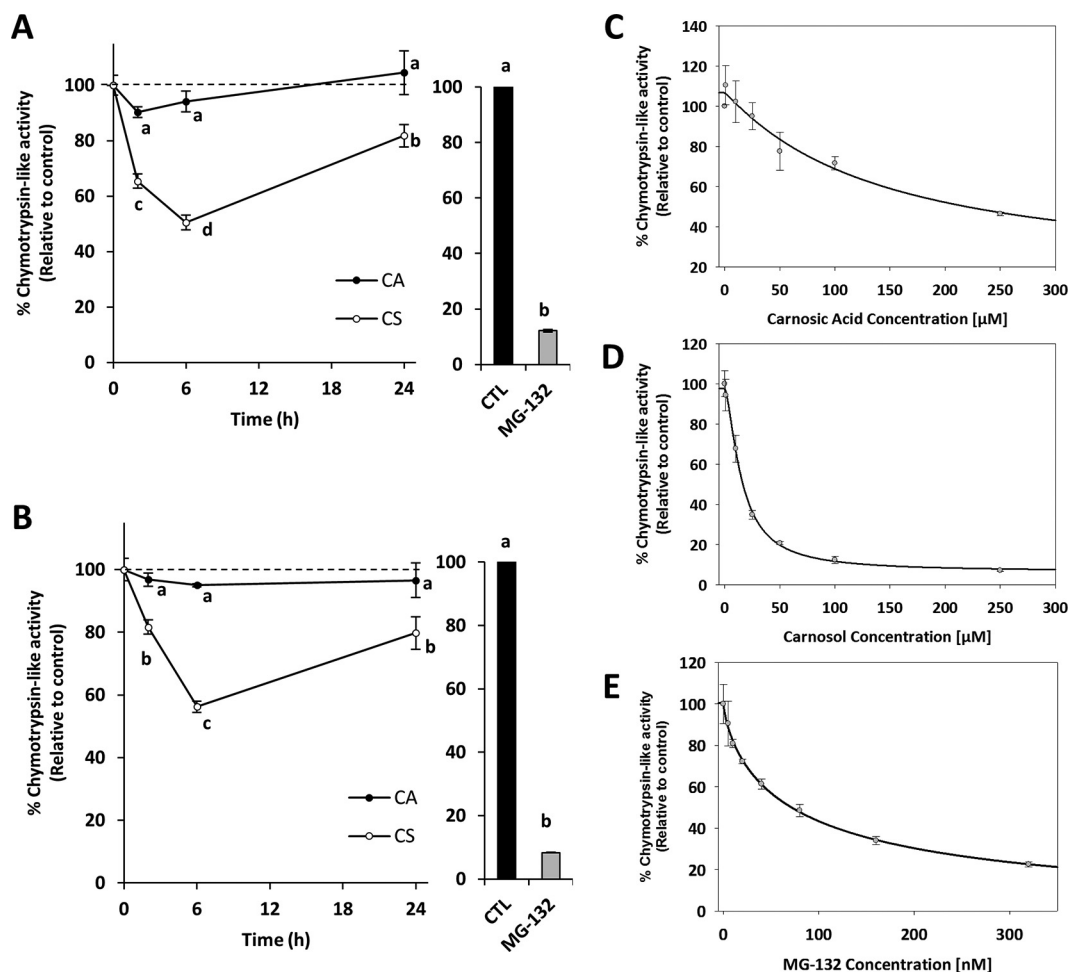 A
% Chymotrypsin-like activity
(Relative to control)
100
80
60
40
20
0
a
a
a
c
d
b
CA
CS
0 6 12 18 24
Time (h)
100
80
60
40
20
0
a
b
CTL
MG-132
B
% Chymotrypsin-like activity
(Relative to control)
100
80
60
40
20
0
a
a
a
b
c
b
CA
CS
0 6 12 18 24
Time (h)
100
80
60
40
20
0
a
b
CTL
MG-132
C
% Chymotrypsin-like activity
(Relative to control)
140
120
100
80
60
40
20
0 50 100 150 200 250 300
Carnosic Acid Concentration [µM]
D
% Chymotrypsin-like activity
(Relative to control)
120
100
80
60
40
20
0
0 50 100 150 200 250 300
Carnosol Concentration [µM]
E
% Chymotrypsin-like activity
(Relative to control)
120
100
80
60
40
20
0
0 100 200 300
MG-132 Concentration [nM]